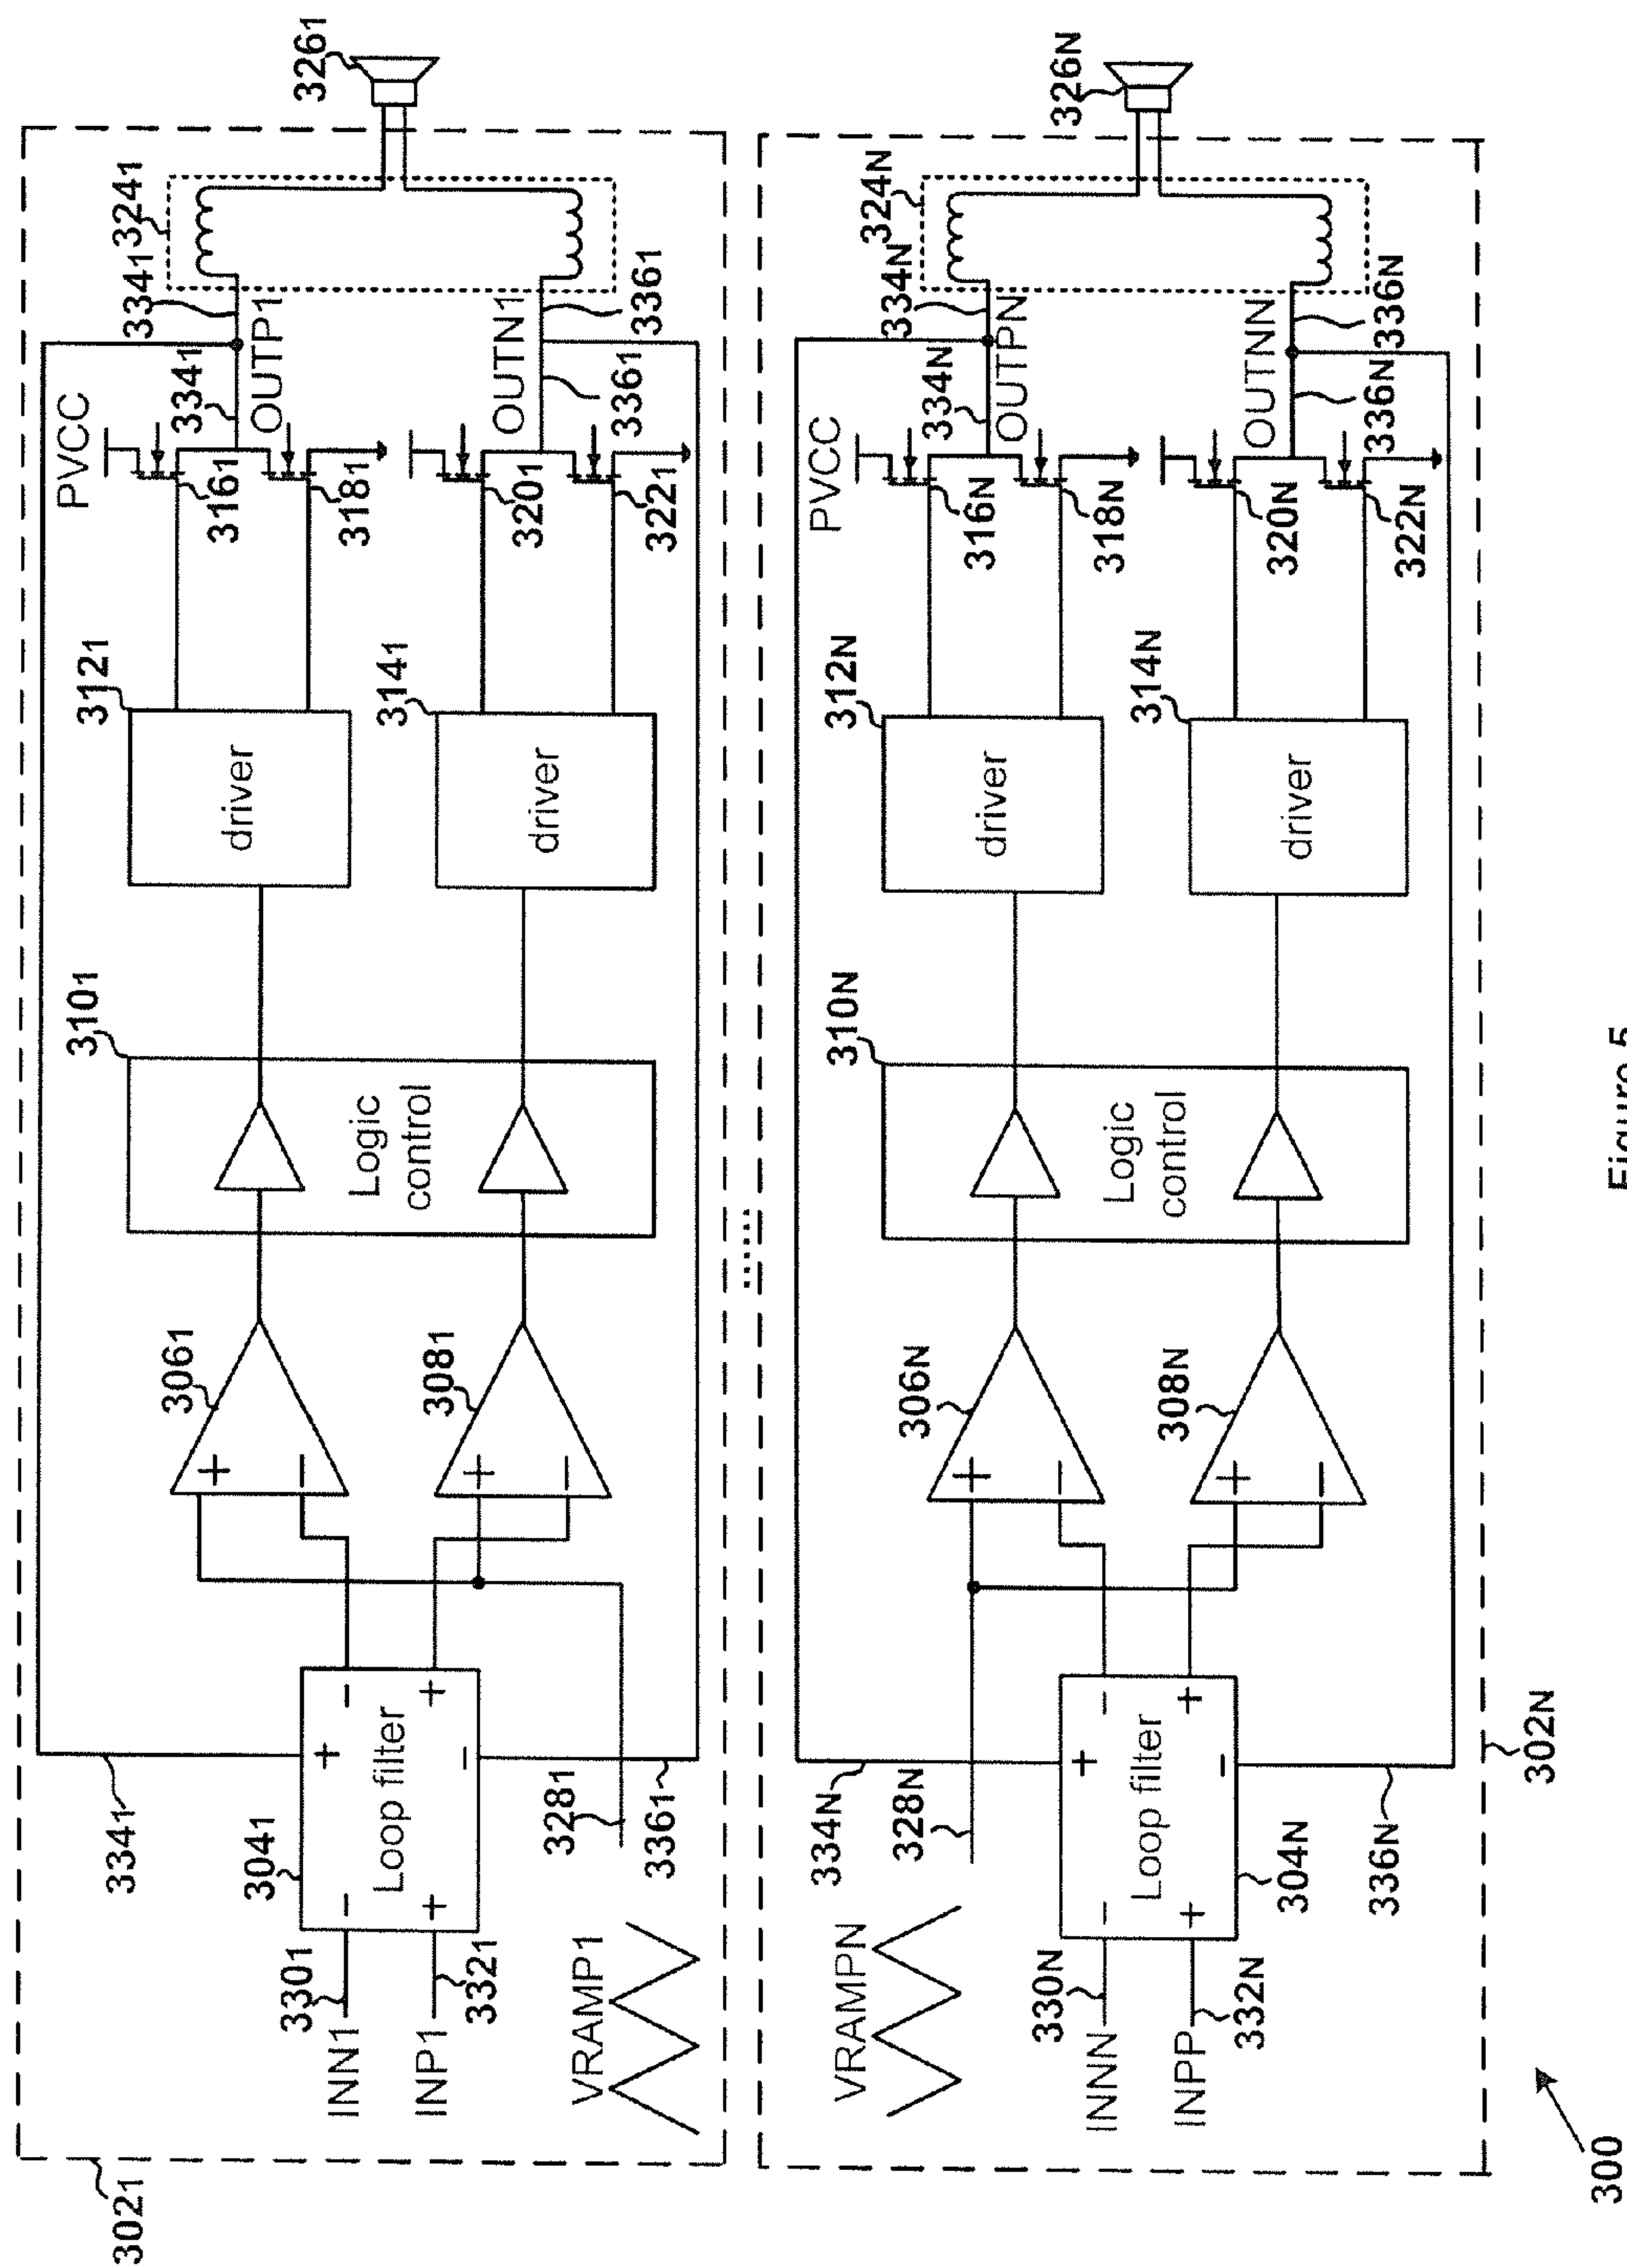 326₁
324₁
334₁
PVCC
334₁
OUTP1
316₁
318₁
OUTN1
336₁
336₁
320₁
322₁
312₁
driver
314₁
driver
310₁
Logic
control
306₁
+
−
308₁
+
−
334₁
304₁
Loop filter
+
−
−
+
−
+
330₁
INN1
332₁
INP1
328₁
336₁
VRAMP1
302₁
.....
326N
324N
334N
PVCC
334N
OUTPN
316N
318N
OUTNN
336N
336N
320N
322N
312N
driver
314N
driver
310N
Logic
control
306N
+
−
308N
+
−
334N
328N
304N
Loop filter
+
−
−
+
−
+
330N
INNN
332N
INPP
336N
VRAMPN
302N
300
Figure 5